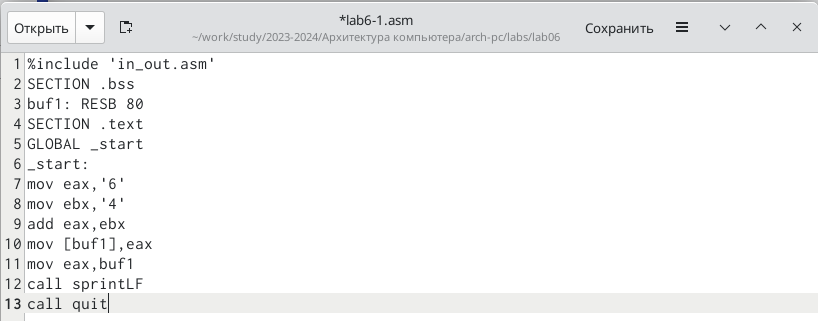 Открыть
*lab6-1.asm
~/work/study/2023-2024/Архитектура компьютера/arch-pc/labs/lab06
Сохранить
1 %include 'in_out.asm'
2 SECTION .bss
3 buf1: RESB 80
4 SECTION .text
5 GLOBAL _start
6 _start:
7 mov eax,'6'
8 mov ebx,'4'
9 add eax,ebx
10 mov [buf1],eax
11 mov eax,buf1
12 call sprintLF
13 call quit